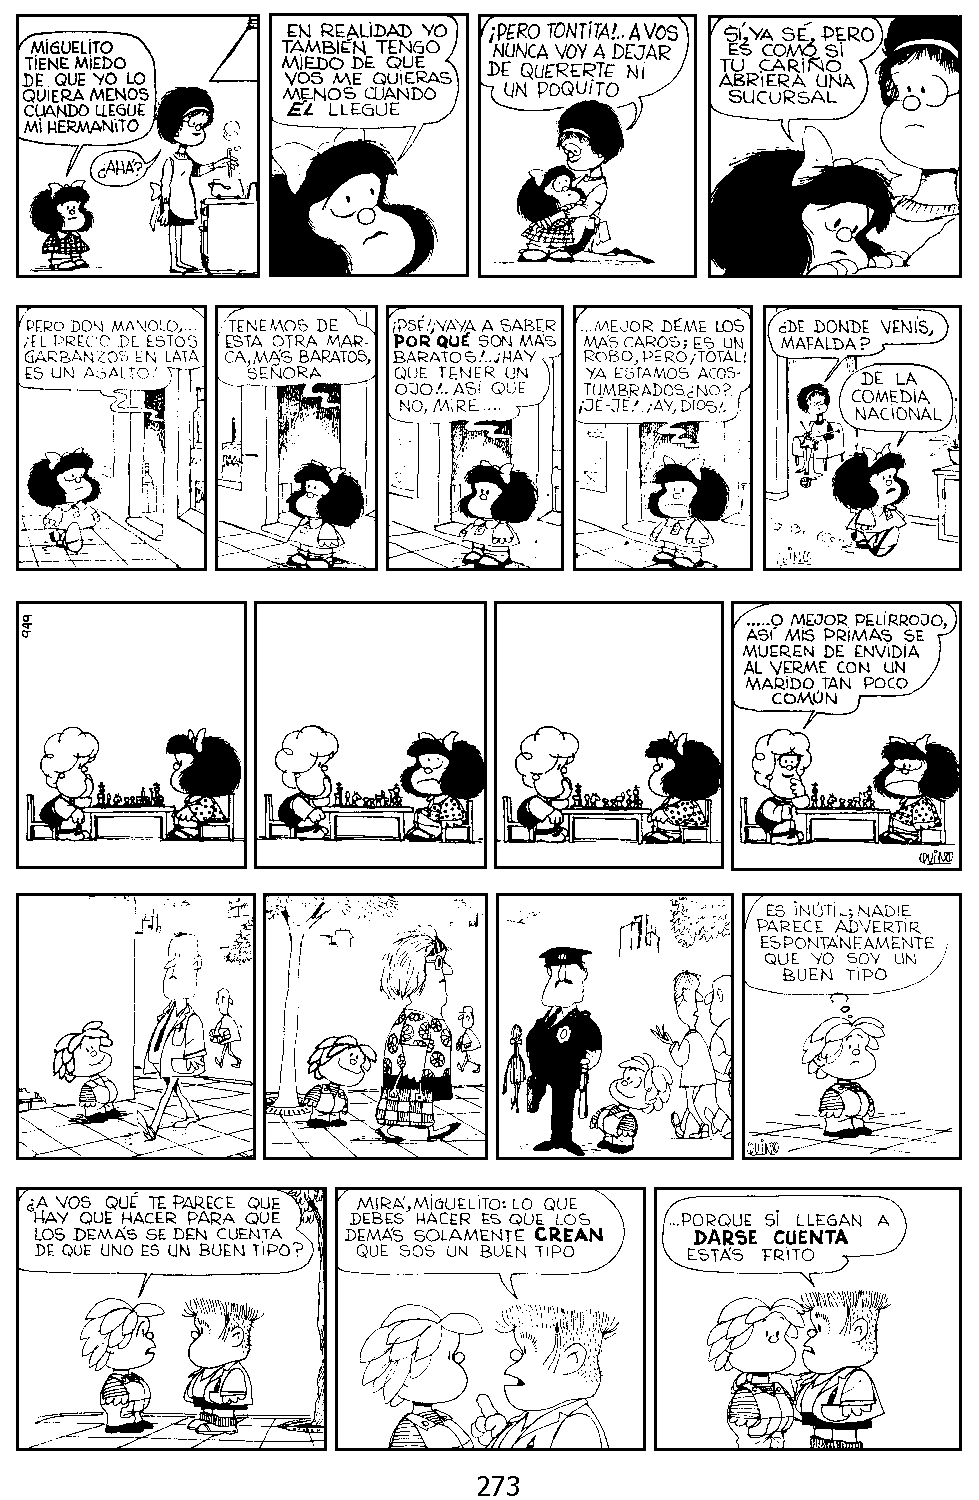 MIGUELITO
TIENE MIEDO
DE QUE YO LO
QUIERA MENOS
CUANDO LLEGUE
MI HERMANITO
¿AHÁ?
EN REALIDAD YO
TAMBIÉN TENGO
MIEDO DE QUE
VOS ME QUIERAS
MENOS CUANDO
ÉL LLEGUE
¡PERO TONTITA!.. A VOS
NUNCA VOY A DEJAR
DE QUERERTE NI
UN POQUITO
SÍ, YA SÉ, PERO
ES COMO SI
TU CARIÑO
ABRIERA UNA
SUCURSAL
PERO DON MANOLO,...
¡EL PRECIO DE ESTOS
GARBANZOS EN LATA
ES UN ASALTO!
TENEMOS DE
ESTA OTRA MAR-
CA, MÁS BARATOS,
SEÑORA
¡PSÉ!¡VAYA A SABER
POR QUÉ SON MÁS
BARATOS!..¡HAY
QUE TENER UN
OJO!.. ASÍ QUE
NO, MIRE....
...MEJOR DÉME LOS
MÁS CAROS; ES UN
ROBO, PERO ¡TOTAL!
YA ESTAMOS ACOS-
TUMBRADOS ¿NO?
¡JE-JE! ¡AY, DIOS!
¿DE DONDE VENÍS,
MAFALDA?
DE LA
COMEDIA
NACIONAL
QUINO
949
.....O MEJOR PELIRROJO,
ASÍ MIS PRIMAS SE
MUEREN DE ENVIDIA
AL VERME CON UN
MARIDO TAN POCO
COMÚN
QUINO
ES INÚTIL; NADIE
PARECE ADVERTIR
ESPONTÁNEAMENTE
QUE YO SOY UN
BUEN TIPO
QUINO
¿A VOS QUÉ TE PARECE QUE
HAY QUE HACER PARA QUE
LOS DEMÁS SE DEN CUENTA
DE QUE UNO ES UN BUEN TIPO?
MIRÁ, MIGUELITO: LO QUE
DEBES HACER ES QUE LOS
DEMÁS SOLAMENTE CREAN
QUE SOS UN BUEN TIPO
...PORQUE SI LLEGAN A
DARSE CUENTA
ESTÁS FRITO
273